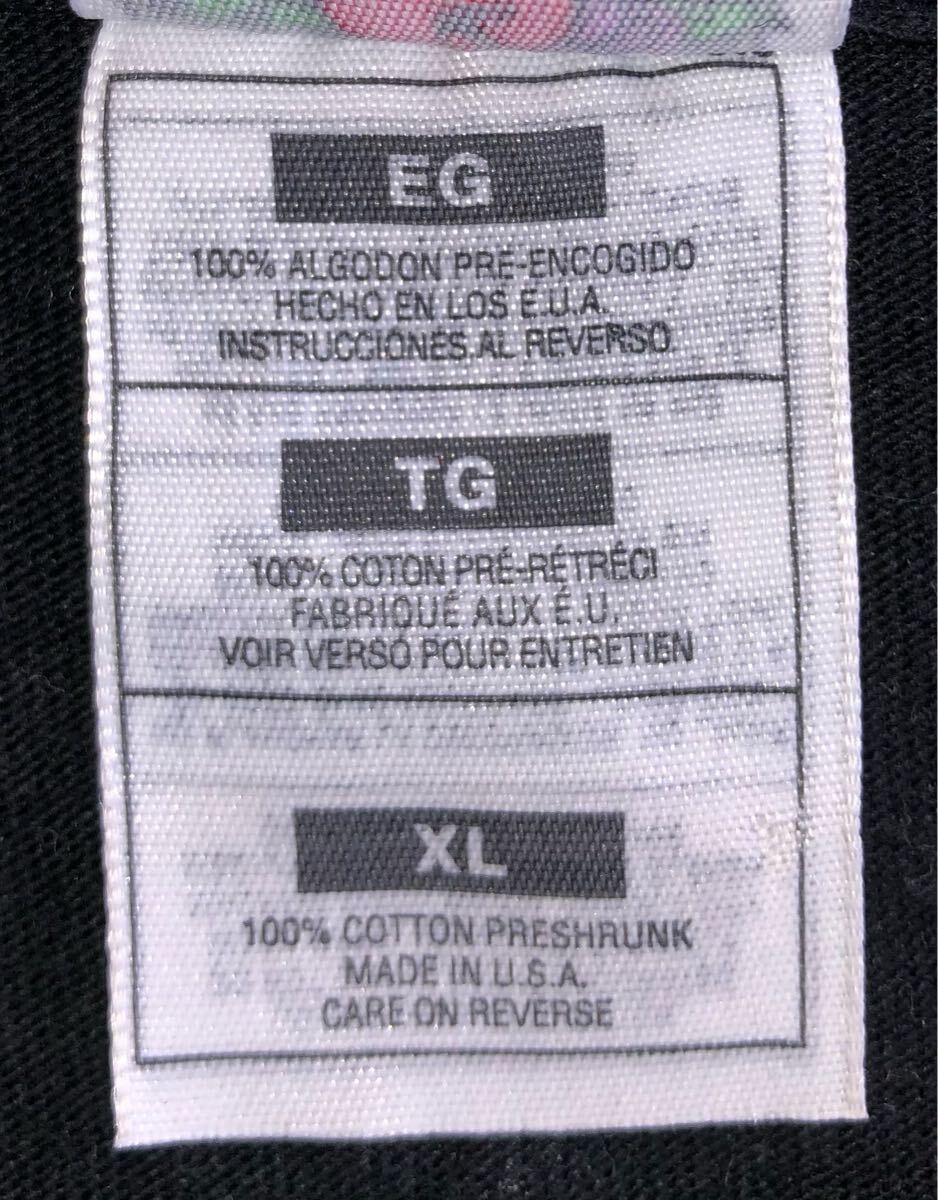 EG
100% ALGODON PRE-ENCOGIDO
HECHO EN LOS E.U.A.
INSTRUCCIONES AL REVERSO
TG
100% COTON PRÉ-RÉTRÉCI
FABRIQUÉ AUX É.U.
VOIR VERSO POUR ENTRETIEN
XL
100% COTTON PRESHRUNK
MADE IN U.S.A.
CARE ON REVERSE